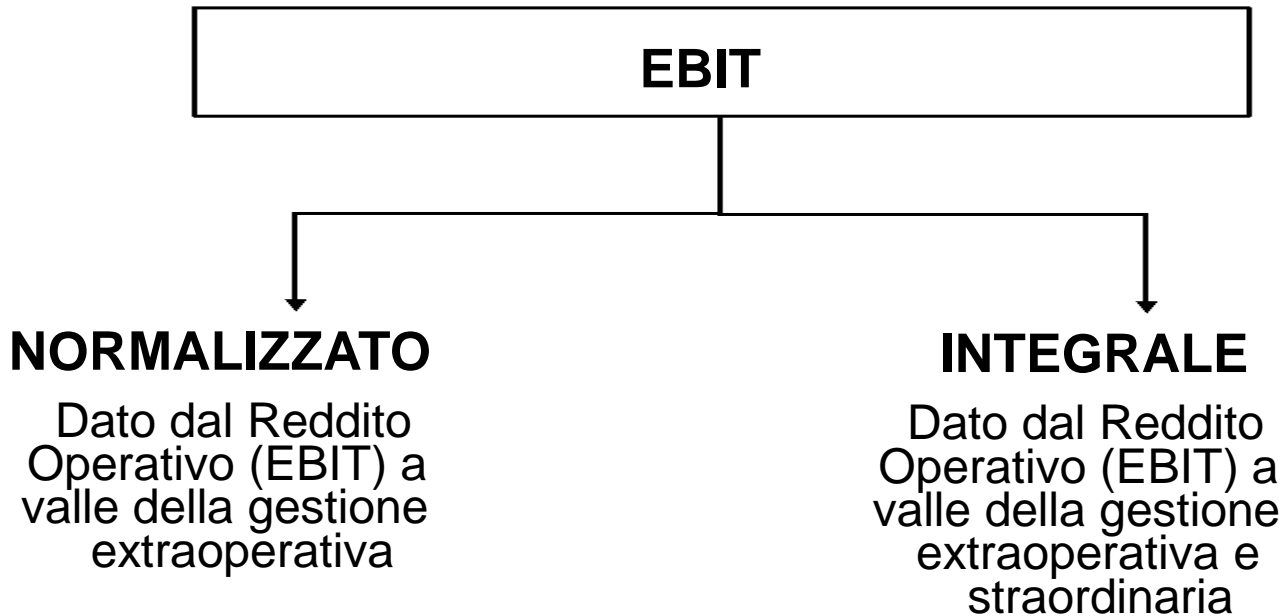 EBIT
NORMALIZZATO
Dato dal Reddito
Operativo (EBIT) a
valle della gestione
extraoperativa
INTEGRALE
Dato dal Reddito
Operativo (EBIT) a
valle della gestione
extraoperativa e
straordinaria